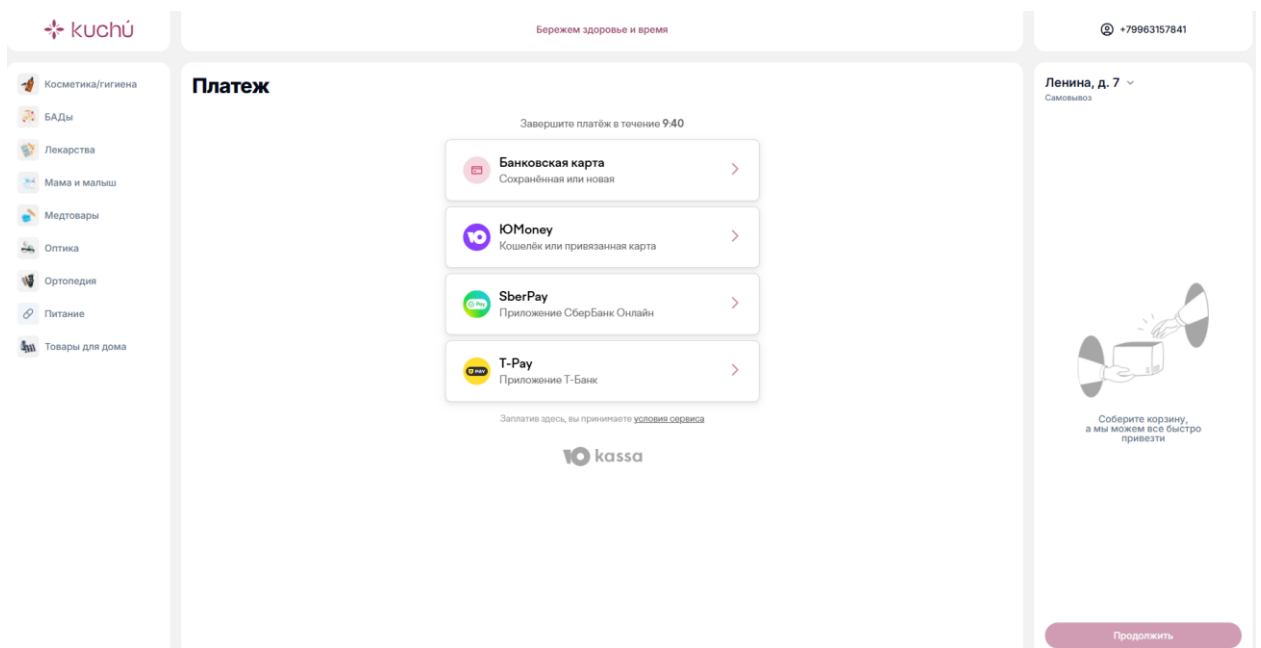 kuchú
Бережем здоровье и время
+79963157841
Косметика/гигиена
БАДы
Лекарства
Мама и малыш
Медтовары
Оптика
Ортопедия
Питание
Товары для дома
Платеж
Завершите платёж в течение 9:40
Банковская карта
Сохранённая или новая
ЮMoney
Кошелёк или привязанная карта
SberPay
Приложение СберБанк Онлайн
T-Pay
Приложение Т-Банк
Заплатив здесь, вы принимаете условия сервиса
Ю kassa
Ленина, д. 7
Самовывоз
Соберите корзину,
а мы можем все быстро
привезти
Продолжить